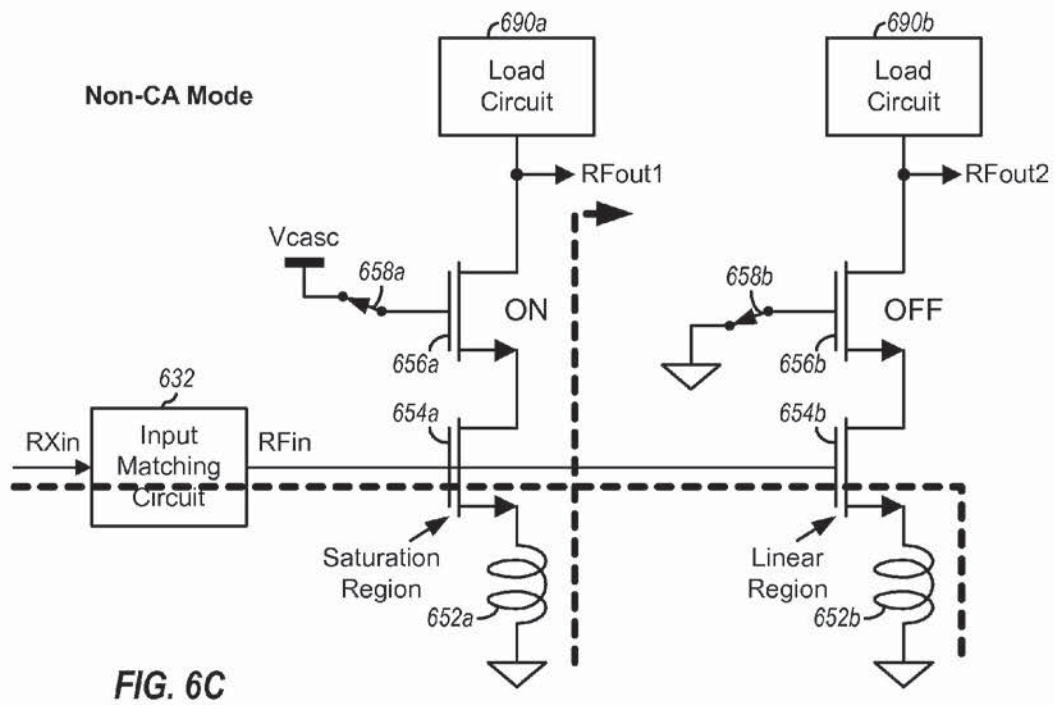 690a
690b
Load
Circuit
Load
Circuit
Non-CA Mode
RFout1
RFout2
Vcasc
658a
658b
ON
OFF
656a
656b
632
654a
654b
RXin
Input
Matching
Circuit
RFin
Saturation
Region
Linear
Region
652a
652b
FIG. 6C